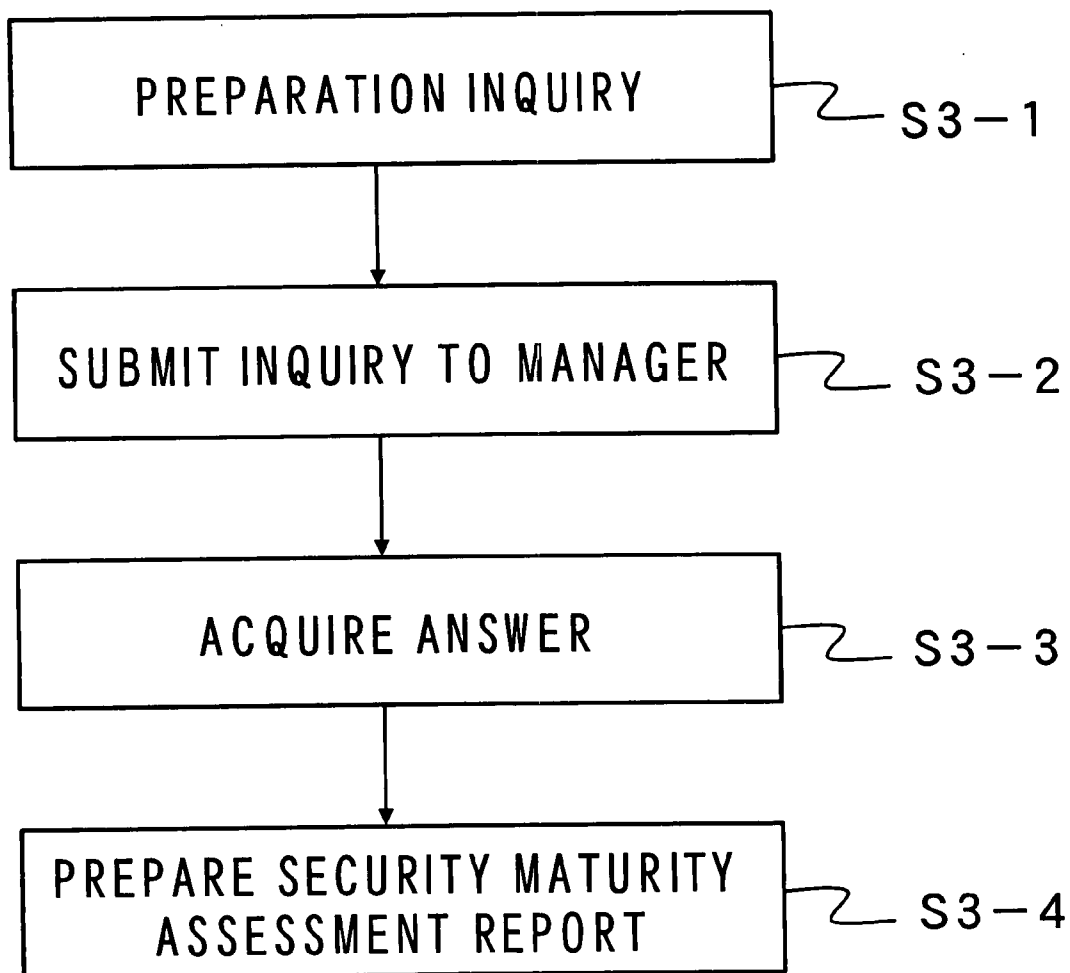 PREPARATION INQUIRY
S3-1
SUBMIT INQUIRY TO MANAGER
S3-2
ACQUIRE ANSWER
S3-3
PREPARE SECURITY MATURITY
ASSESSMENT REPORT
S3-4